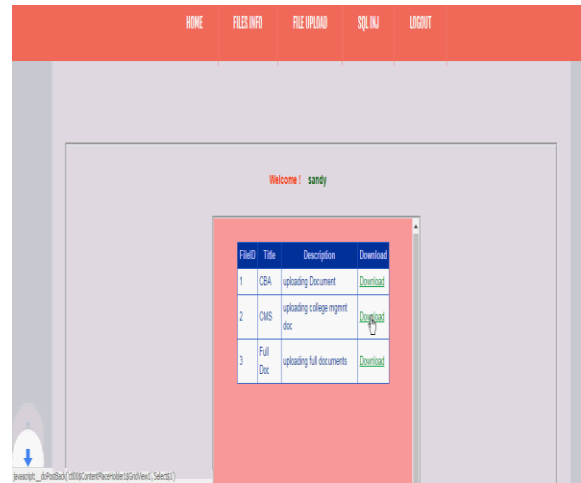 HOME FILES INFO FILE UPLOAD SQL INJ LOGOUT
Welcome ! sandy
FileID Title Description Download
1 CBA uploading Document Download
2 CMS uploading college mgmnt doc Download
3 Full Doc uploading full documents Download
javascript:__doPostBack('ctl00$ContentPlaceHolder1$GridView1','Select$1')